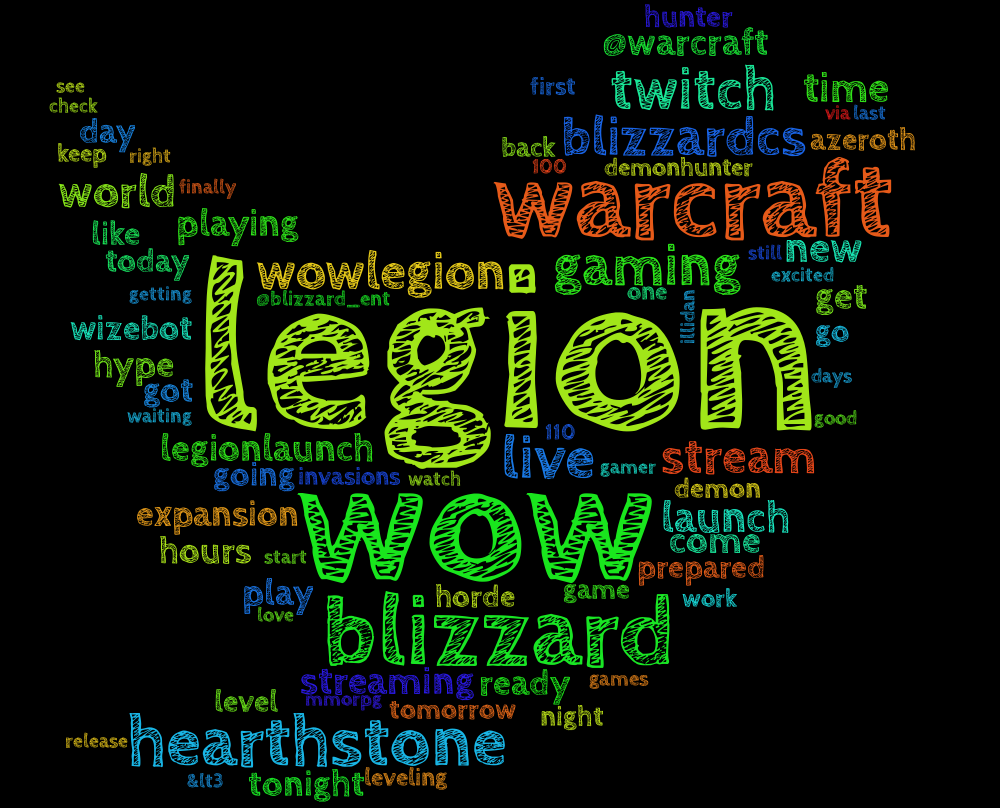 hunter
@warcraft
see
first
twitch
time
check
via
last
day
back
blizzardcs
azeroth
keep
right
100
demonhunter
world
finally
warcraft
like
playing
today
wowlegion
gaming
still
new
excited
getting
@blizzard_ent
one
illidan
get
wizebot
legion
go
hype
got
days
waiting
good
legionlaunch
110
live
gamer
stream
going
invasions
watch
demon
expansion
wow
launch
come
hours
start
prepared
play
love
horde
game
work
blizzard
streaming
ready
games
level
mmorpg
tomorrow
night
release
hearthstone
&lt3
tonight
leveling